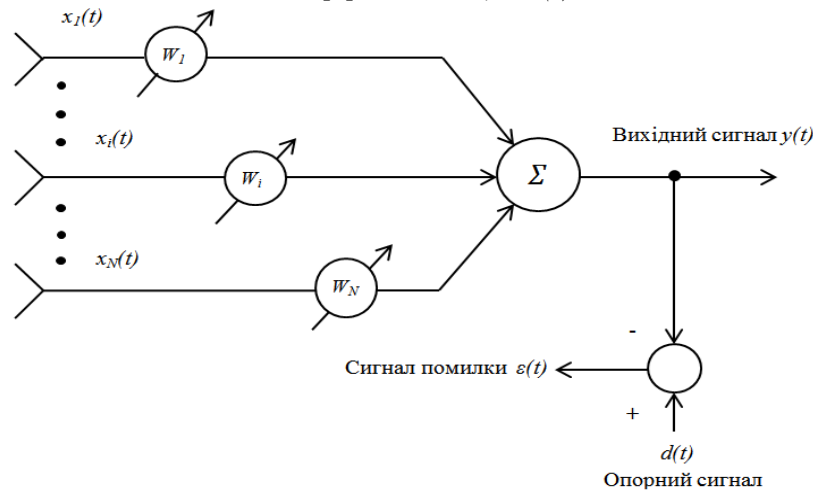 x1(t)
W1
xi(t)
Wi
Σ
Вихідний сигнал y(t)
xN(t)
WN
-
Сигнал помилки ε(t)
+
d(t)
Опорний сигнал